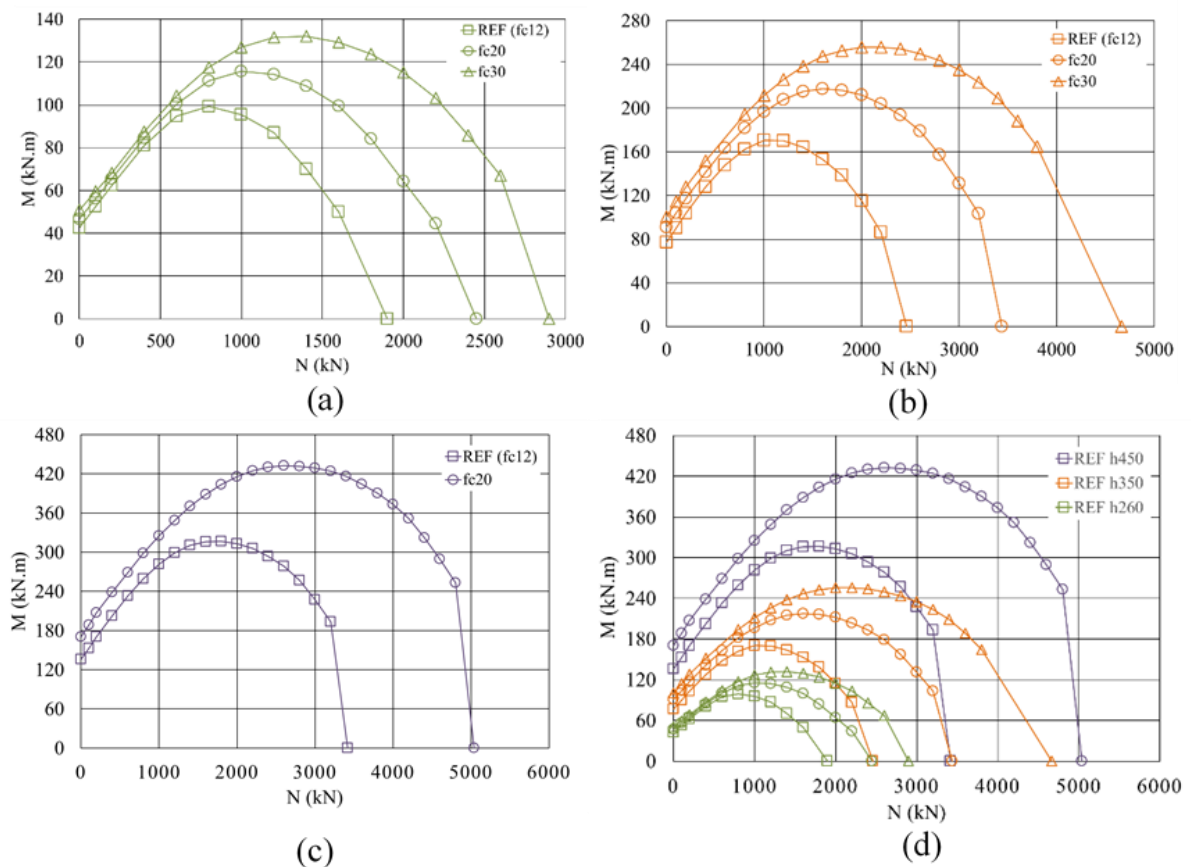 140
120
100
80
60
40
20
0
M (kN.m)
REF (fc12)
fc20
fc30
0 500 1000 1500 2000 2500 3000
N (kN)
(a)
280
240
200
160
120
80
40
0
M (kN.m)
REF (fc12)
fc20
fc30
0 1000 2000 3000 4000 5000
N (kN)
(b)
480
420
360
300
240
180
120
60
0
M (kN.m)
REF (fc12)
fc20
0 1000 2000 3000 4000 5000 6000
N (kN)
(c)
480
420
360
300
240
180
120
60
0
M (kN.m)
REF h450
REF h350
REF h260
0 1000 2000 3000 4000 5000 6000
N (kN)
(d)